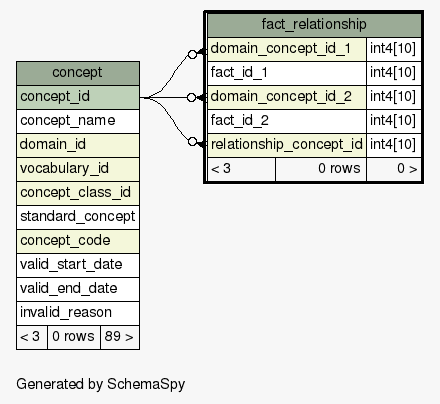 fact_relationship
domain_concept_id_1 int4[10]
fact_id_1 int4[10]
domain_concept_id_2 int4[10]
fact_id_2 int4[10]
relationship_concept_id int4[10]
< 3 0 rows 0 >
concept
concept_id
concept_name
domain_id
vocabulary_id
concept_class_id
standard_concept
concept_code
valid_start_date
valid_end_date
invalid_reason
< 3 0 rows 89 >
Generated by SchemaSpy